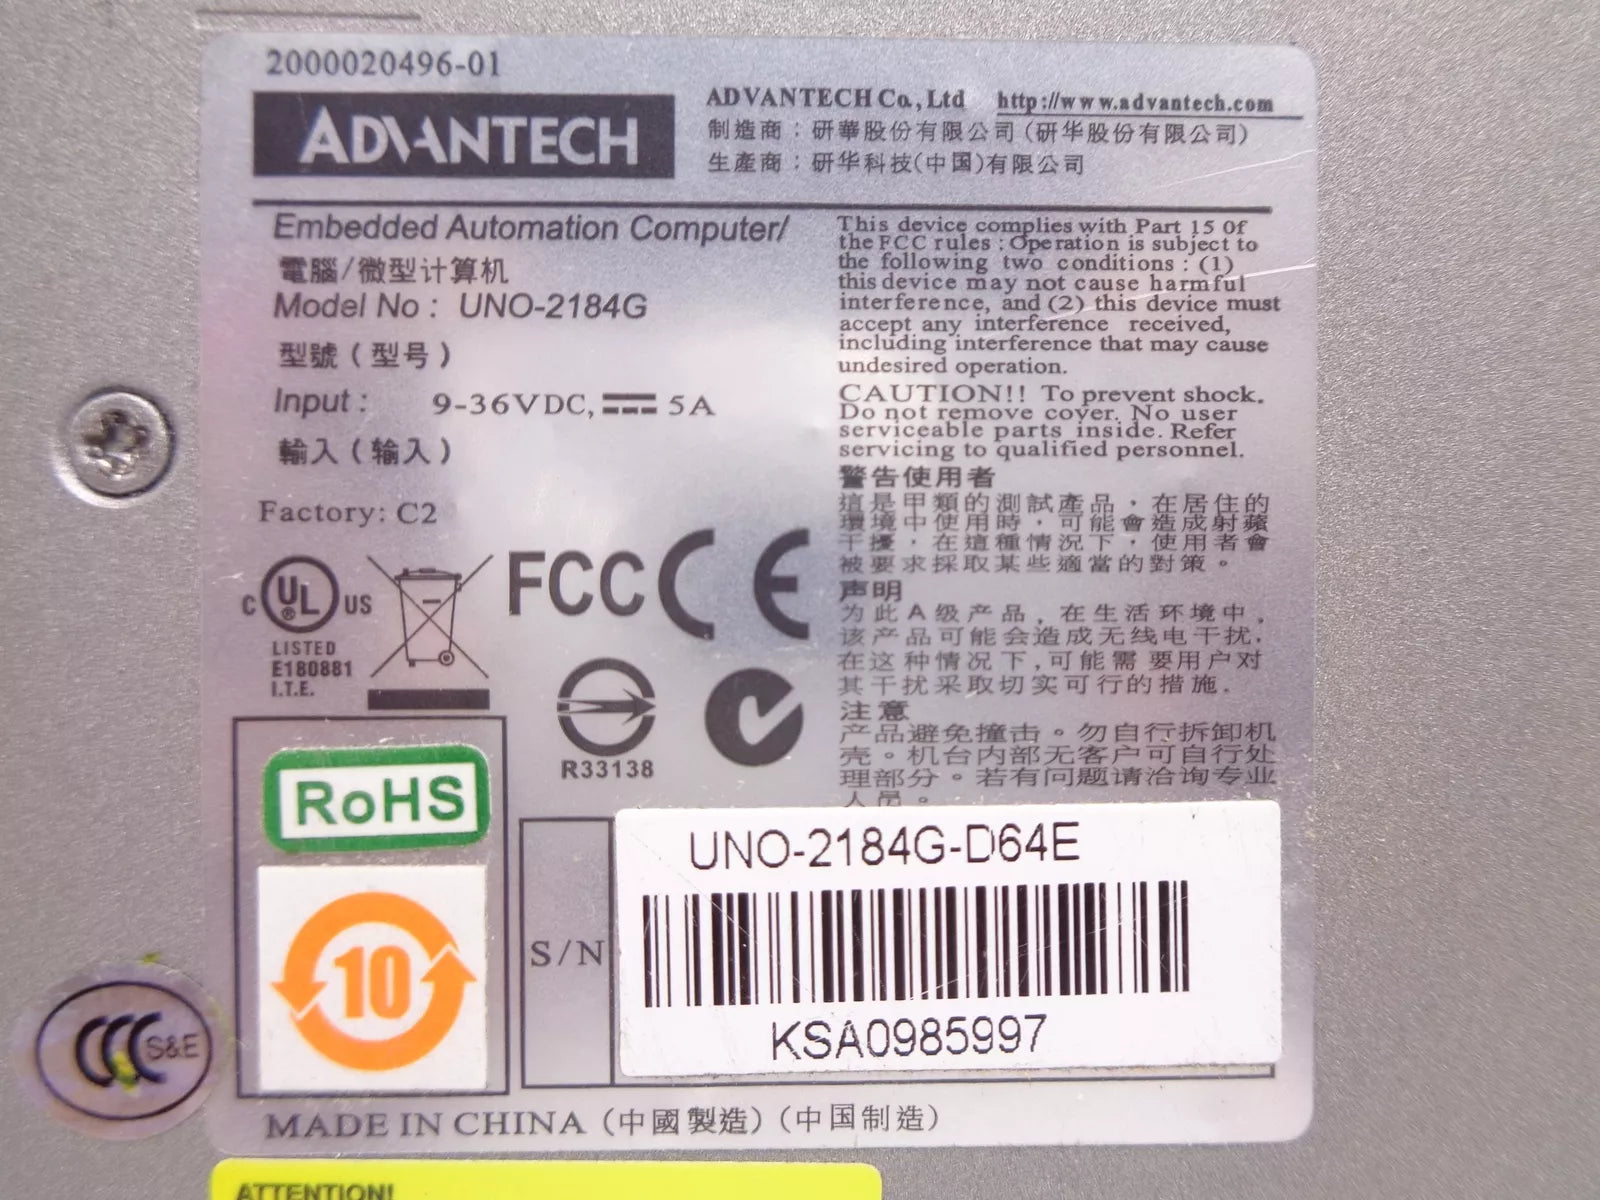 2000020496-01
ADVANTECH
ADVANTECH Co., Ltd http://www.advantech.com
制造商：研華股份有限公司(研华股份有限公司)
生產商：研华科技(中国)有限公司
Embedded Automation Computer/
電腦/微型计算机
Model No : UNO-2184G
型號（型号）
Input : 9-36VDC, 5A
輸入（输入）
Factory: C2
C UL ® US
LISTED
E180881
I.T.E.
FCC CE
R33138
RoHS
10
CCC S&E
This device complies with Part 15 0f
the FCC rules : Operation is subject to
the following two conditions : (1)
this device may not cause harmful
interference, and (2) this device must
accept any interference received,
including interference that may cause
undesired operation.
CAUTION!! To prevent shock.
Do not remove cover. No user
serviceable parts inside. Refer
servicing to qualified personnel.
警告使用者
這是甲類的測試產品，在居住的
環境中使用時，可能會造成射頻
干擾，在這種情況下，使用者會
被要求採取某些適當的對策。
声明
为此A级产品, 在生活环境中,
该产品可能会造成无线电干扰.
在这种情况下,可能需要用户对
其干扰采取切实可行的措施.
注意
产品避免撞击。勿自行拆卸机
壳。机台内部无客户可自行处
理部分。若有问题请洽询专业
人员。
S/N
UNO-2184G-D64E
KSA0985997
MADE IN CHINA (中國製造) (中国制造)
ATTENTION!